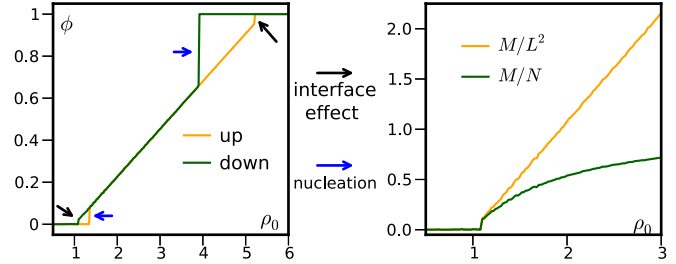 ϕ
1
0.8
0.6
0.4
0.2
0
1
2
3
4
5
6
ρ₀
up
down
interface
effect
nucleation
M/L²
M/N
2.0
1.5
1.0
0.5
0.0
1
2
3
ρ₀